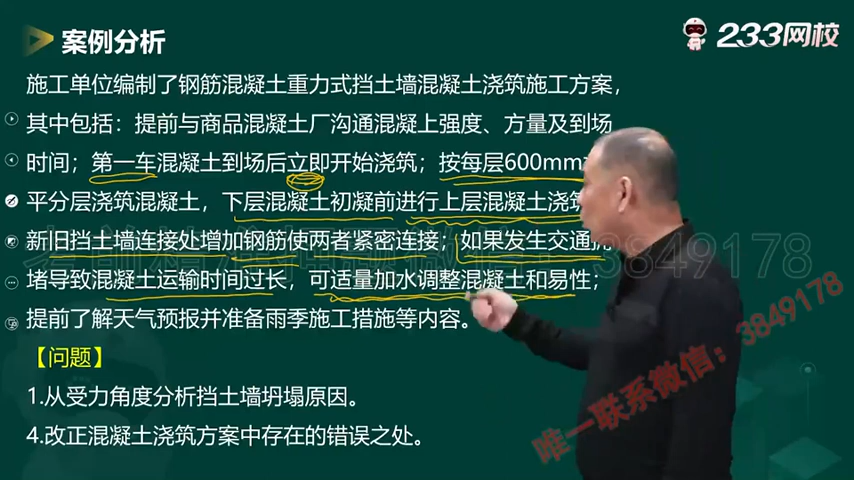 案例分析
233网校
施工单位编制了钢筋混凝土重力式挡土墙混凝土浇筑施工方案，
其中包括：提前与商品混凝土厂沟通混凝上强度、方量及到场
时间；第一车混凝土到场后立即开始浇筑；按每层600mm
平分层浇筑混凝土，下层混凝土初凝前进行上层混凝土浇筑
新旧挡土墙连接处增加钢筋使两者紧密连接；如果发生交通
堵导致混凝土运输时间过长，可适量加水调整混凝土和易性；
提前了解天气预报并准备雨季施工措施等内容。
【问题】
1.从受力角度分析挡土墙坍塌原因。
4.改正混凝土浇筑方案中存在的错误之处。
唯一联系微信：3849178
3849178